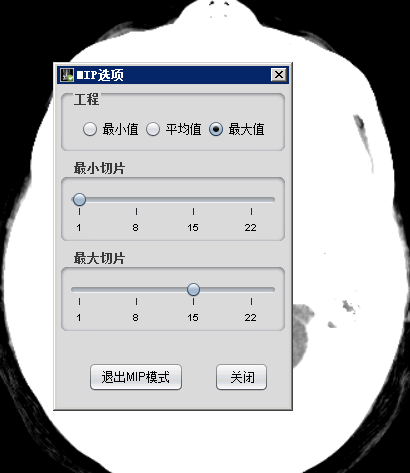 MIP选项
工程
最小值 平均值 最大值
最小切片
1 8 15 22
最大切片
1 8 15 22
退出MIP模式 关闭